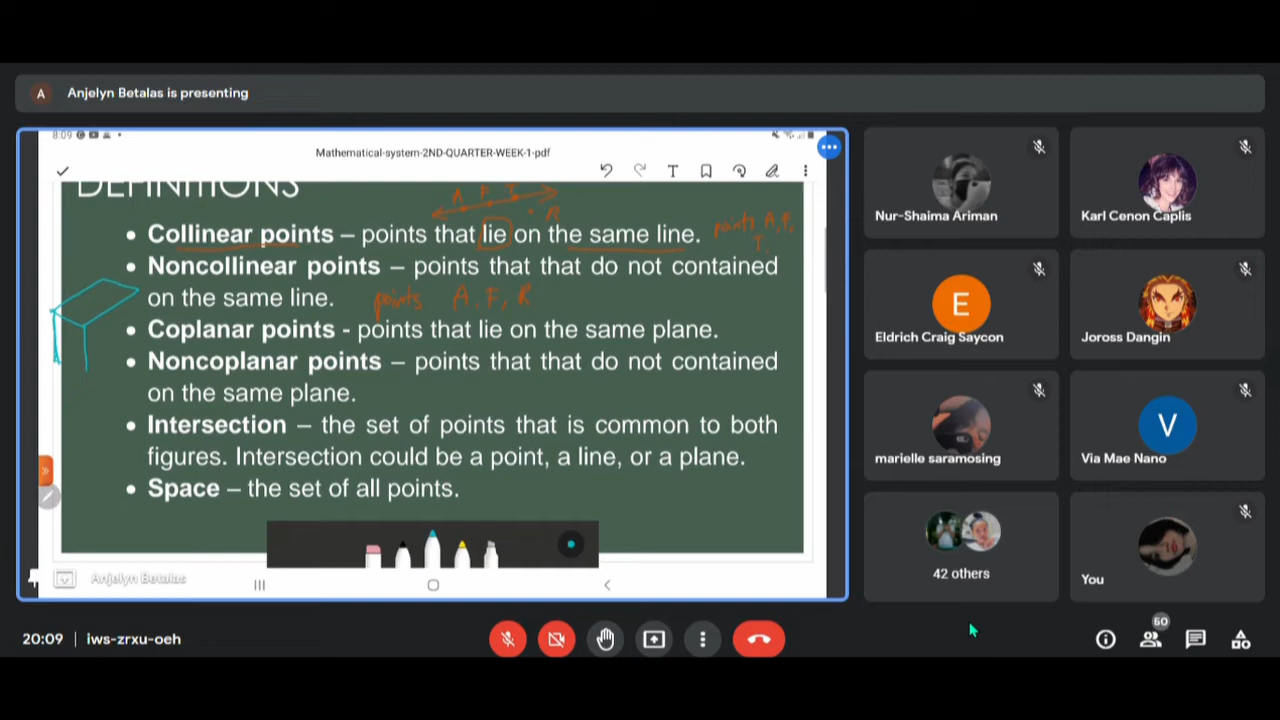 A
Anjelyn Betalas is presenting
8:09
Mathematical-system-2ND-QUARTER-WEEK-1-pdf
T
DEFINITIONS
A F T
R
• Collinear points – points that lie on the same line.
points A, F,
T.
• Noncollinear points – points that that do not contained
on the same line.
points A, F, R
• Coplanar points - points that lie on the same plane.
• Noncoplanar points – points that that do not contained
on the same plane.
• Intersection – the set of points that is common to both
figures. Intersection could be a point, a line, or a plane.
• Space – the set of all points.
Anjelyn Betalas
Nur-Shaima Ariman
Karl Cenon Caplis
E
Eldrich Craig Saycon
Joross Dangin
marielle saramosing
V
Via Mae Nano
42 others
You
20:09 | iws-zrxu-oeh
50